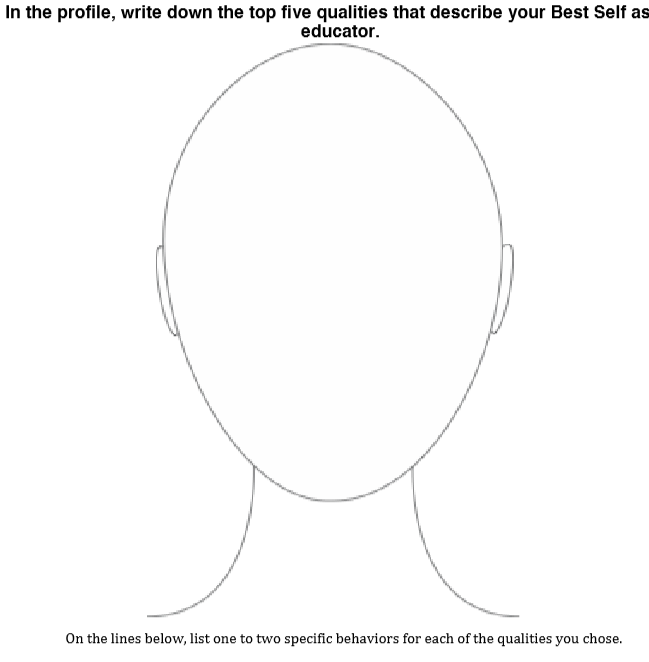 In the profile, write down the top five qualities that describe your Best Self as
educator.
On the lines below, list one to two specific behaviors for each of the qualities you chose.